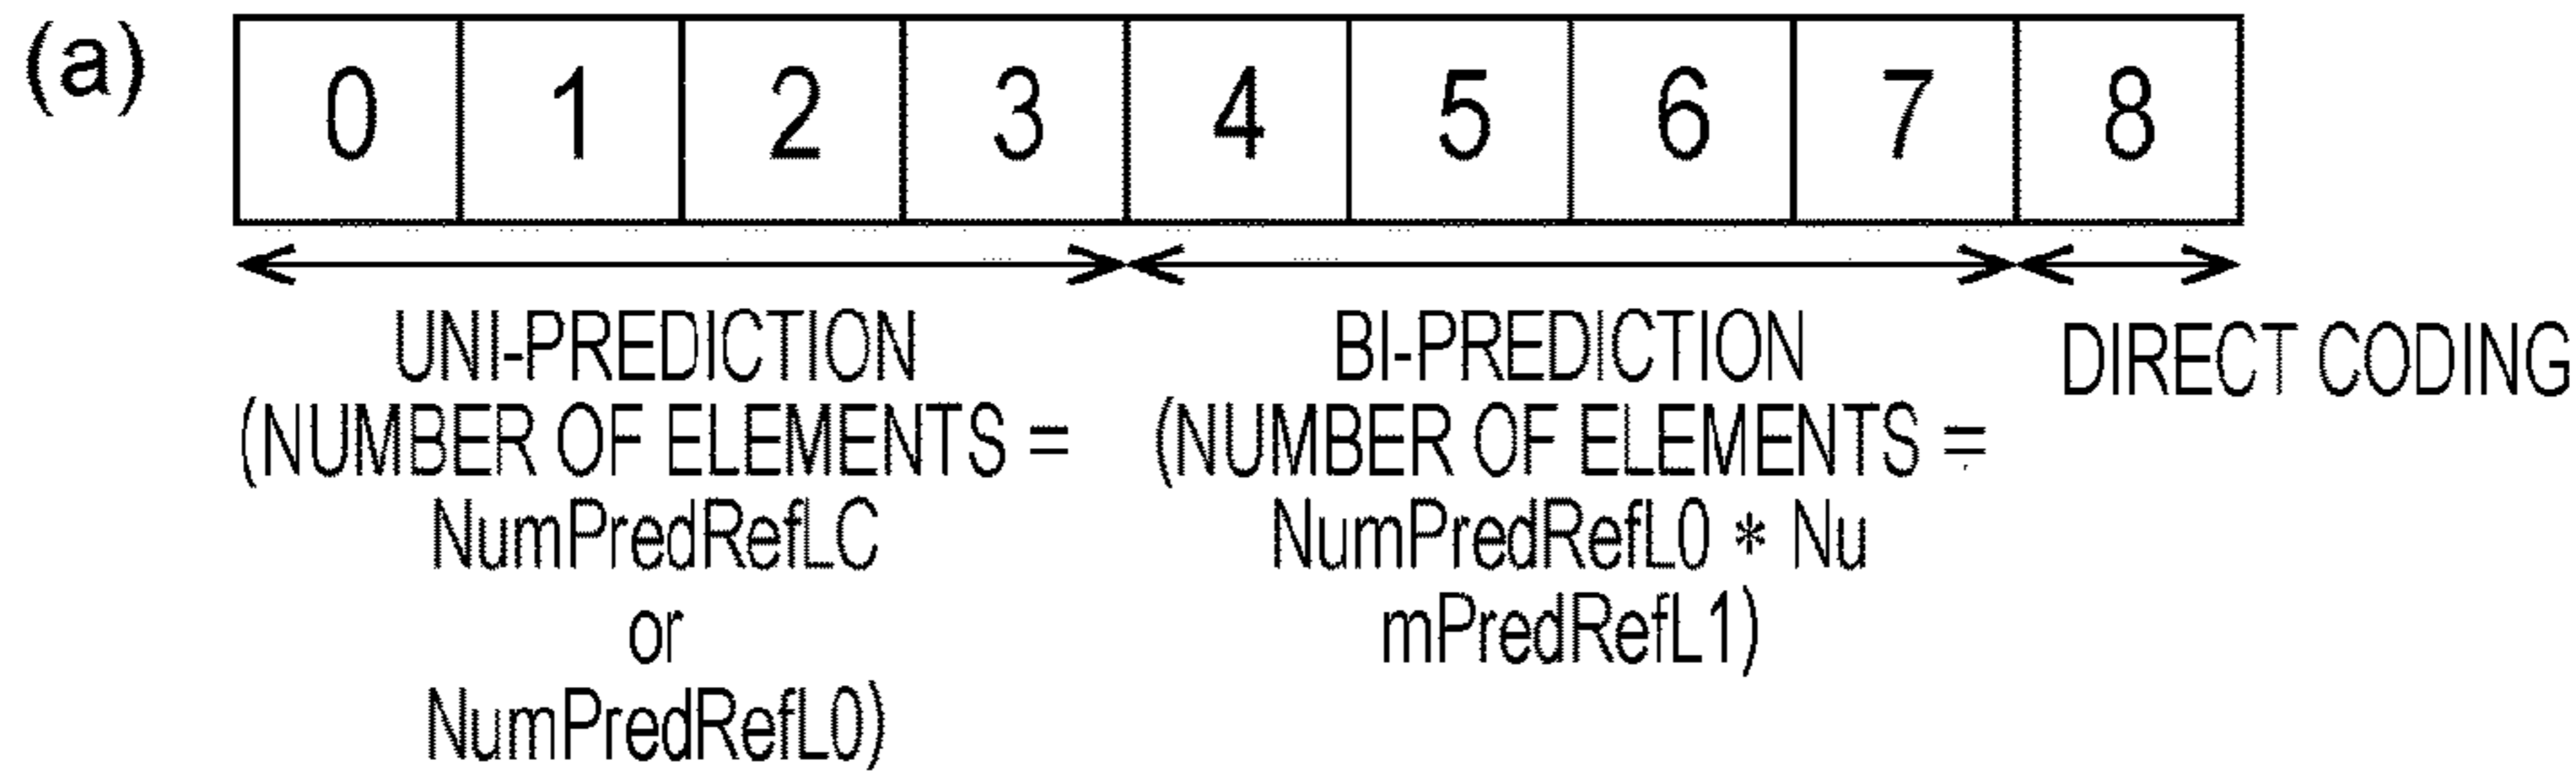 (a) 0 1 2 3 4 5 6 7 8
UNI-PREDICTION
(NUMBER OF ELEMENTS =
NumPredRefLC
or
NumPredRefL0)
BI-PREDICTION
(NUMBER OF ELEMENTS =
NumPredRefL0 * Nu
mPredRefL1)
DIRECT CODING